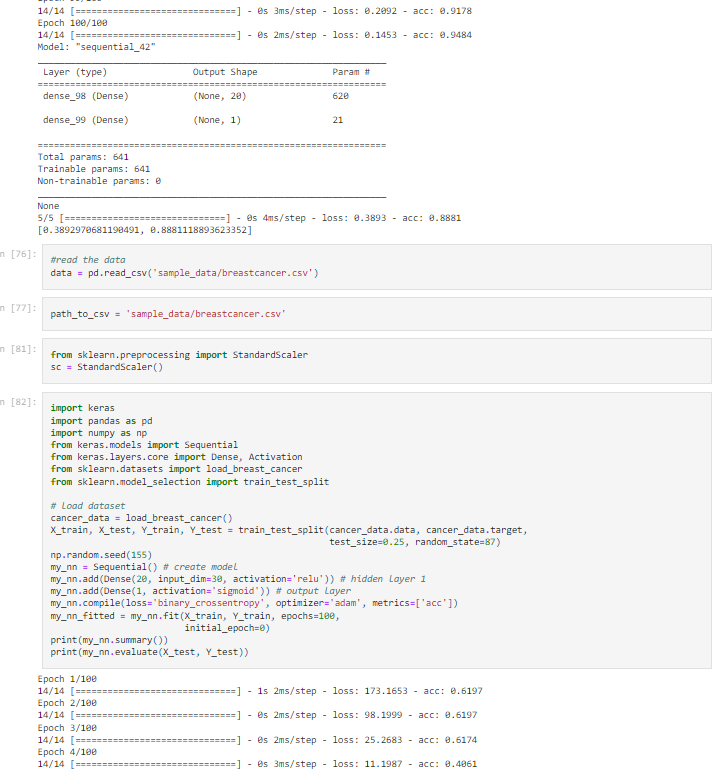 14/14 [==============================] - 0s 3ms/step - loss: 0.2092 - acc: 0.9178
Epoch 100/100
14/14 [==============================] - 0s 2ms/step - loss: 0.1453 - acc: 0.9484
Model: "sequential_42"
Layer (type) Output Shape Param #
=================================================================
dense_98 (Dense) (None, 20) 620
dense_99 (Dense) (None, 1) 21
=================================================================
Total params: 641
Trainable params: 641
Non-trainable params: 0
None
5/5 [==============================] - 0s 4ms/step - loss: 0.3893 - acc: 0.8881
[0.3892970681190491, 0.8881118893623352]
n [76]:
#read the data
data = pd.read_csv('sample_data/breastcancer.csv')
n [77]:
path_to_csv = 'sample_data/breastcancer.csv'
n [81]:
from sklearn.preprocessing import StandardScaler
sc = StandardScaler()
n [82]:
import keras
import pandas as pd
import numpy as np
from keras.models import Sequential
from keras.layers.core import Dense, Activation
from sklearn.datasets import load_breast_cancer
from sklearn.model_selection import train_test_split
# Load dataset
cancer_data = load_breast_cancer()
X_train, X_test, Y_train, Y_test = train_test_split(cancer_data.data, cancer_data.target,
test_size=0.25, random_state=87)
np.random.seed(155)
my_nn = Sequential() # create model
my_nn.add(Dense(20, input_dim=30, activation='relu')) # hidden layer 1
my_nn.add(Dense(1, activation='sigmoid')) # output layer
my_nn.compile(loss='binary_crossentropy', optimizer='adam', metrics=['acc'])
my_nn_fitted = my_nn.fit(X_train, Y_train, epochs=100,
initial_epoch=0)
print(my_nn.summary())
print(my_nn.evaluate(X_test, Y_test))
Epoch 1/100
14/14 [==============================] - 1s 2ms/step - loss: 173.1653 - acc: 0.6197
Epoch 2/100
14/14 [==============================] - 0s 2ms/step - loss: 98.1999 - acc: 0.6197
Epoch 3/100
14/14 [==============================] - 0s 2ms/step - loss: 25.2683 - acc: 0.6174
Epoch 4/100
14/14 [==============================] - 0s 3ms/step - loss: 11.1987 - acc: 0.4061